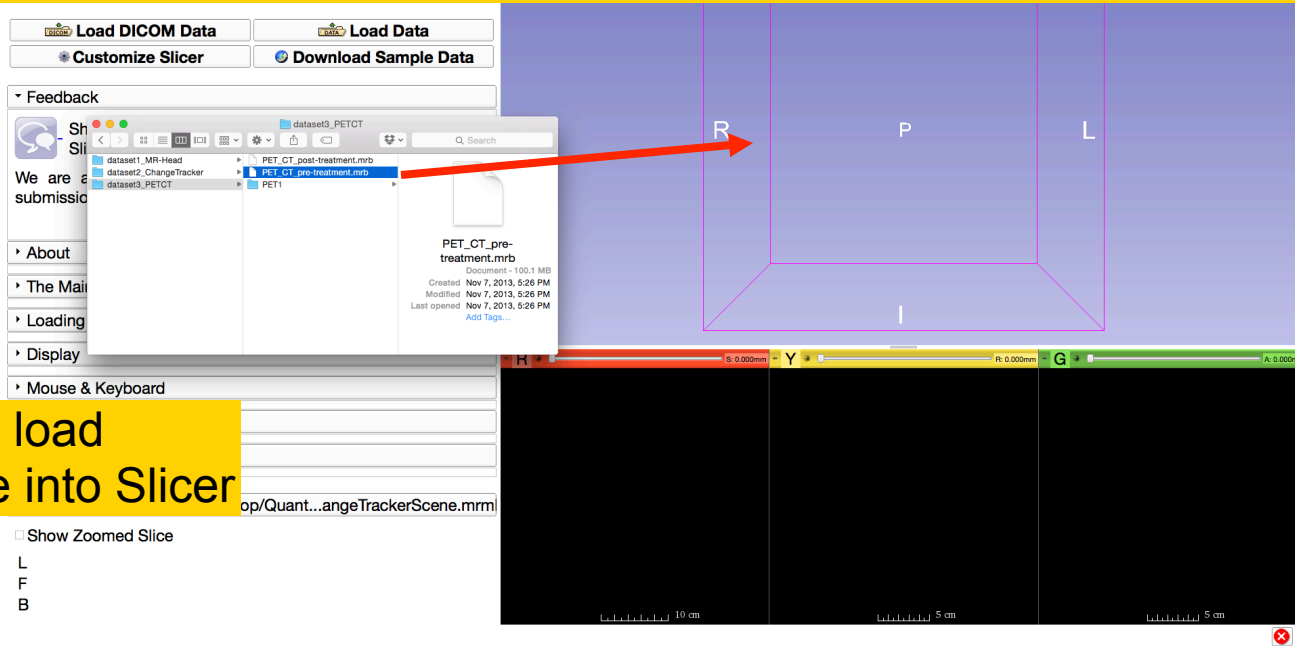 DICOM Load DICOM Data
DATA Load Data
Customize Slicer
Download Sample Data
Feedback
Sh
Sli
We are a
submissio
About
The Mai
Loading
Display
Mouse & Keyboard
dataset3_PETCT
Search
dataset1_MR-Head
dataset2_ChangeTracker
dataset3_PETCT
PET_CT_post-treatment.mrb
PET_CT_pre-treatment.mrb
PET1
PET_CT_pre-
treatment.mrb
Document - 100.1 MB
Created Nov 7, 2013, 5:26 PM
Modified Nov 7, 2013, 5:26 PM
Last opened Nov 7, 2013, 5:26 PM
Add Tags...
load
e into Slicer
op/Quant...angeTrackerScene.mrml
Show Zoomed Slice
L
F
B
R
P
L
I
R
S: 0.000mm
Y
R: 0.000mm
G
A: 0.000m
10 cm
5 cm
5 cm